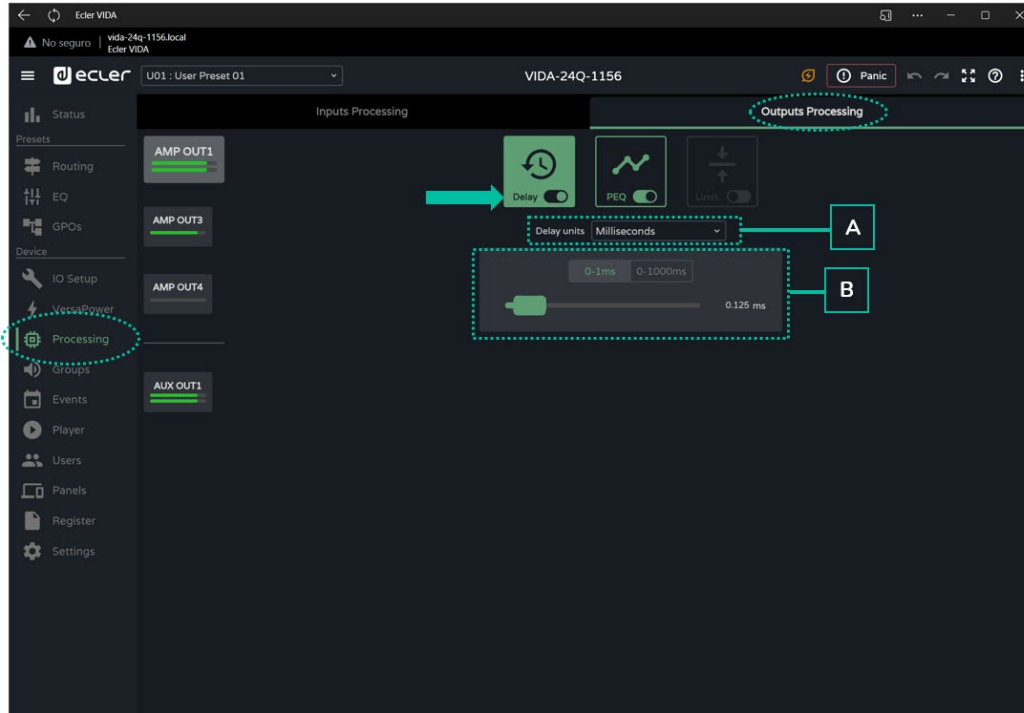 Ecler VIDA
No seguro
vida-24q-1156.local
Ecler VIDA
ecler
U01 : User Preset 01
VIDA-24Q-1156
Panic
Status
Presets
Routing
EQ
GPOs
Device
IO Setup
VersaPower
Processing
Groups
Events
Player
Users
Panels
Register
Settings
Inputs Processing
Outputs Processing
AMP OUT1
AMP OUT3
AMP OUT4
AUX OUT1
Delay
PEQ
Limit.
Delay units
Milliseconds
A
0-1ms
0-1000ms
0.125 ms
B